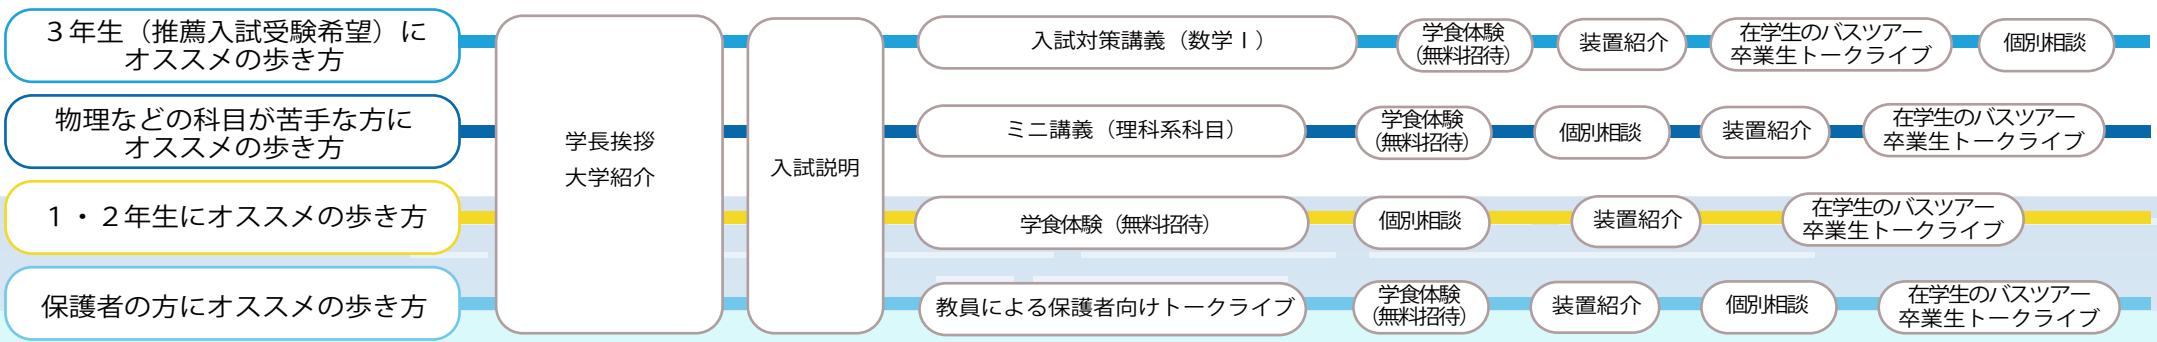 ３年生（推薦入試受験希望）に
オススメの歩き方
学長挨拶
大学紹介
入試説明
入試対策講義（数学Ⅰ）
学食体験
（無料招待）
装置紹介
在学生のバスツアー
卒業生トークライブ
個別相談
物理などの科目が苦手な方に
オススメの歩き方
ミニ講義（理科系科目）
学食体験
（無料招待）
個別相談
装置紹介
在学生のバスツアー
卒業生トークライブ
１・２年生にオススメの歩き方
学食体験（無料招待）
個別相談
装置紹介
在学生のバスツアー
卒業生トークライブ
保護者の方にオススメの歩き方
教員による保護者向けトークライブ
学食体験
（無料招待）
装置紹介
個別相談
在学生のバスツアー
卒業生トークライブ